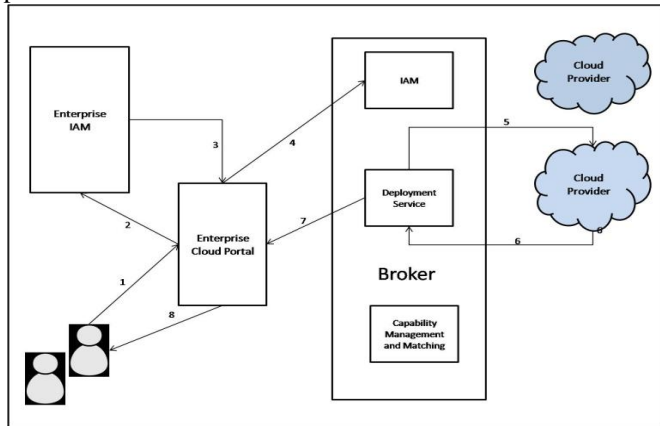 Enterprise
IAM
IAM
Cloud
Provider
3
4
5
Cloud
Provider
2
Enterprise
Cloud Portal
7
Deployment
Service
6
6
1
Broker
8
Capability
Management
and Matching